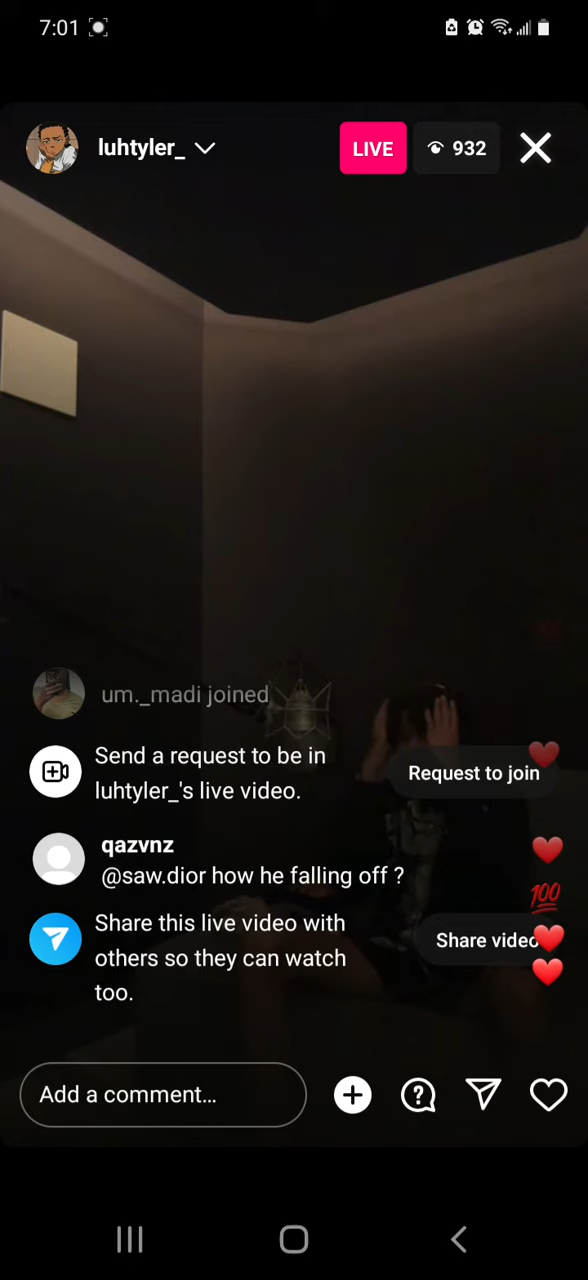 7:01
luhtyler_
LIVE
932
um._madi joined
Send a request to be in
luhtyler_'s live video.
Request to join
qazvnz
@saw.dior how he falling off ?
💯
Share this live video with
others so they can watch
too.
Share video
Add a comment...